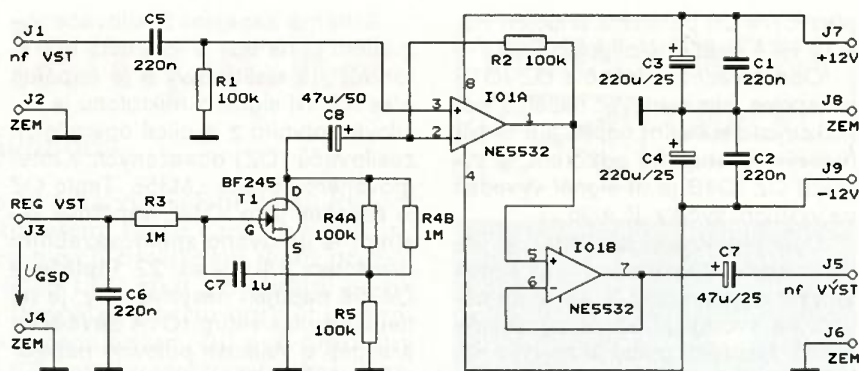 J1
nf VST
C5
220n
J2
ZEM
R1
100k
47u/50
C8
R2 100k
8
3
2
1
4
IO1A
NE5532
C3
220u/25
C1
220n
C4
220u/25
C2
220n
J7
+12V
J8
ZEM
J9
-12V
BF245
T1
D
G
S
REG VST
J3
R3
1M
UGSD
J4
ZEM
C6
220n
C7 1u
R4A
100k
R4B
1M
R5
100k
5
6
7
IO1B
NE5532
C7
47u/25
J5
nf VÝST
J6
ZEM